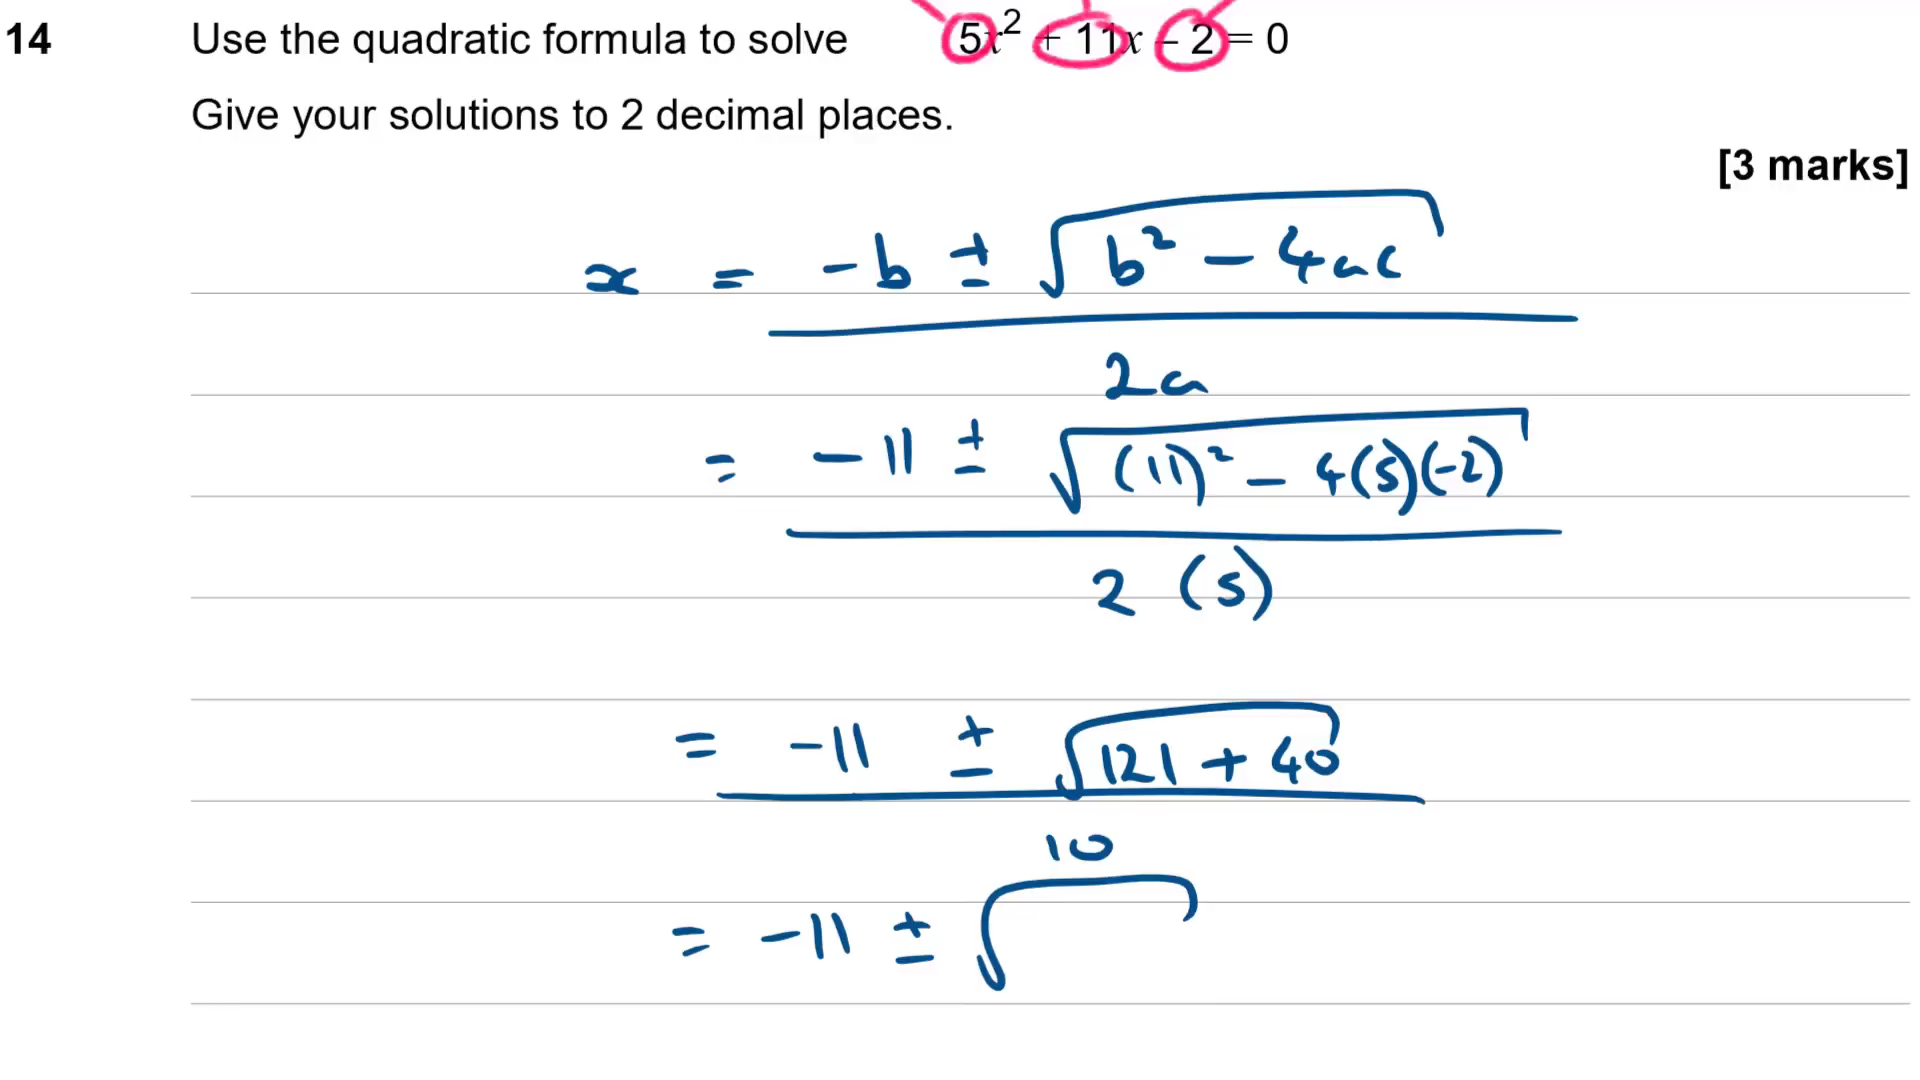 14 Use the quadratic formula to solve 5x² + 11x − 2 = 0
Give your solutions to 2 decimal places.
[3 marks]
x = −b ± √(b² − 4ac)
2a
= −11 ± √((11)² − 4(5)(−2))
2 (5)
= −11 ± √(121 + 40)
10
= −11 ± √